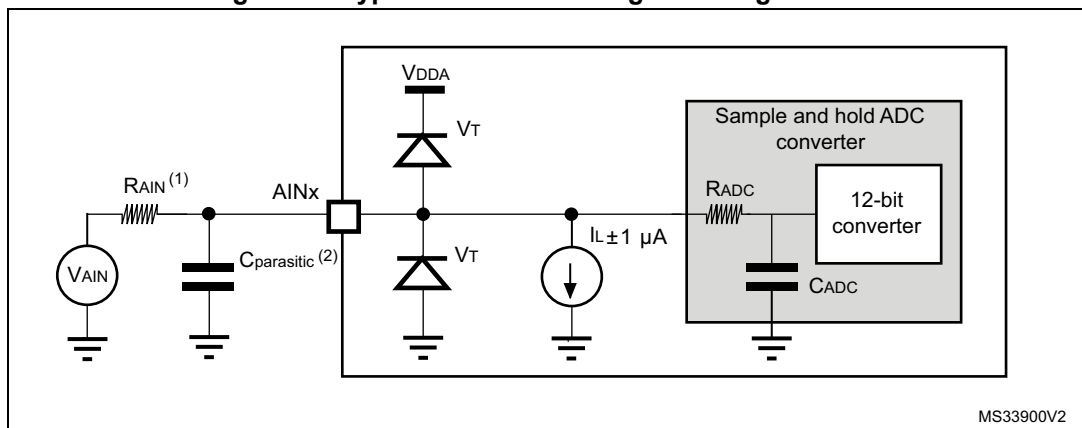 VDDA
Sample and hold ADC
converter
VT
RAIN (1)
AINx
RADC
12-bit
converter
IL±1 µA
VT
Cparasitic (2)
VAIN
CADC
MS33900V2